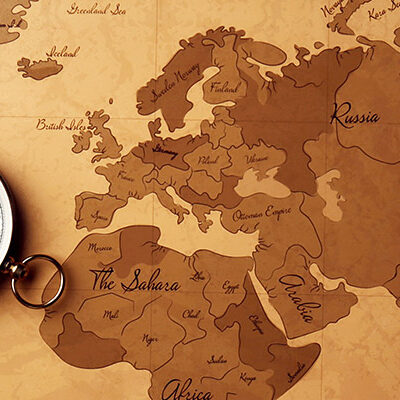 Greenland Sea
Iceland
Norway
Kara Sea
Sweden Norway
Finland
Russia
British Isles
Germany
Poland
Ukraine
France
Spain
Ottoman Empire
Morocco
The Sahara
Libya
Egypt
Arabia
Mali
Niger
Chad
Ethiopia
Sudan
Kenya
Somalia
Africa